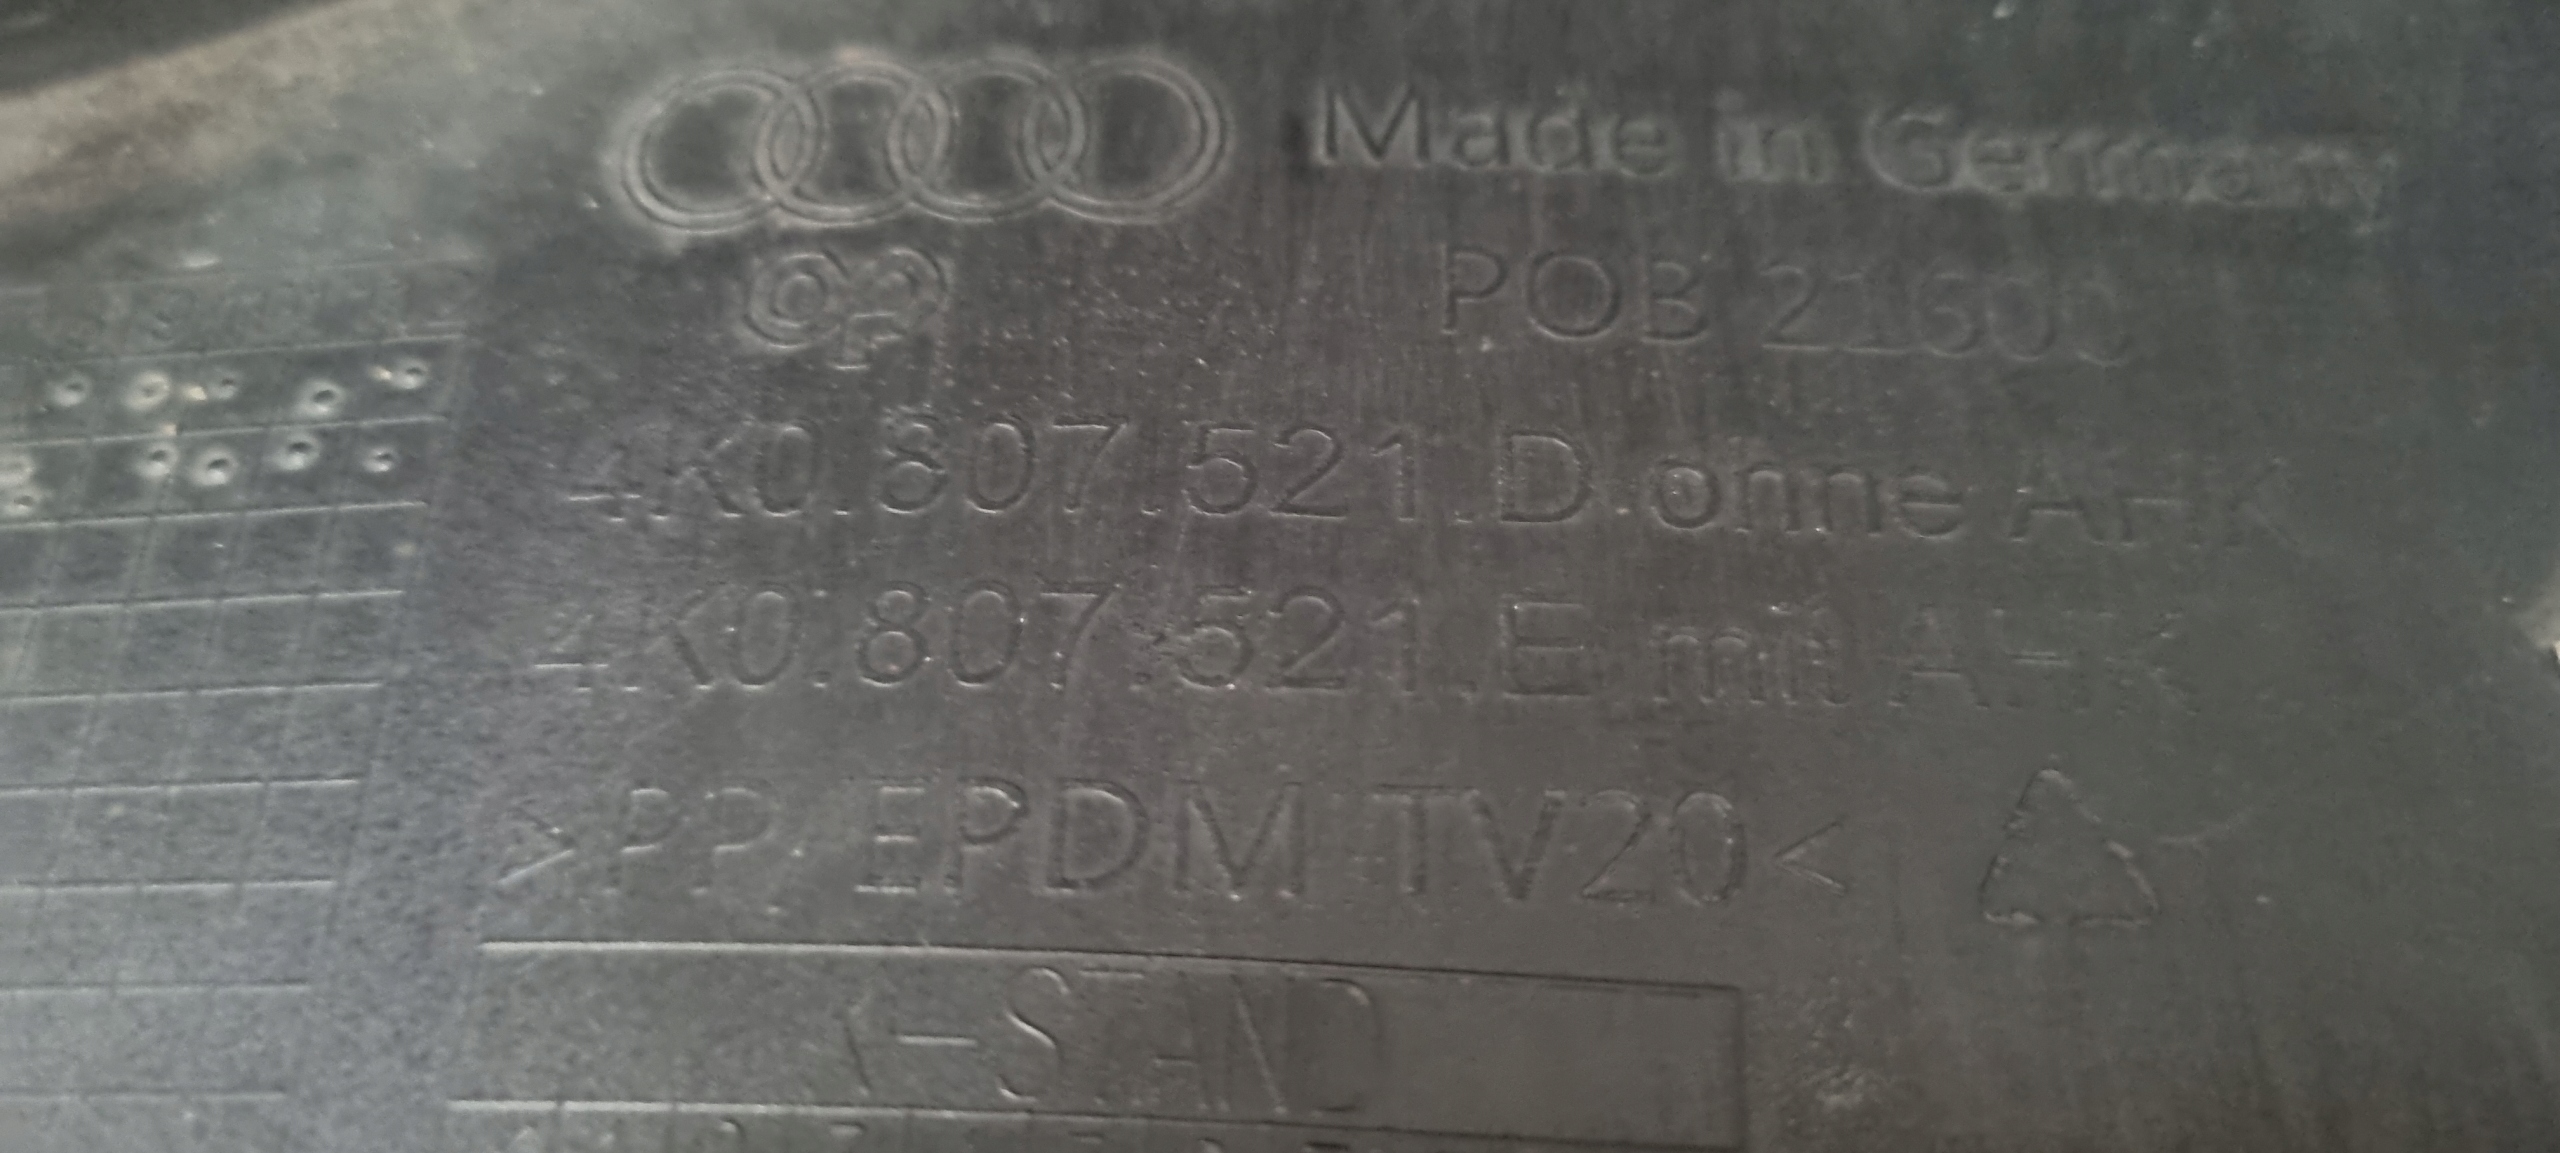 Made in Germany
POB 21600
4K0.807.521.D ohne AHK
4K0.807.521.E mit AHK
>PP EPDM TV20<
-STAND